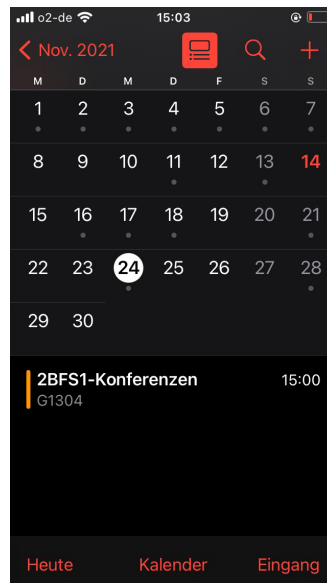 o2-de 15:03
Nov. 2021
M D M D F S S
1 2 3 4 5 6 7
8 9 10 11 12 13 14
15 16 17 18 19 20 21
22 23 24 25 26 27 28
29 30
2BFS1-Konferenzen 15:00
G1304
Heute Kalender Eingang